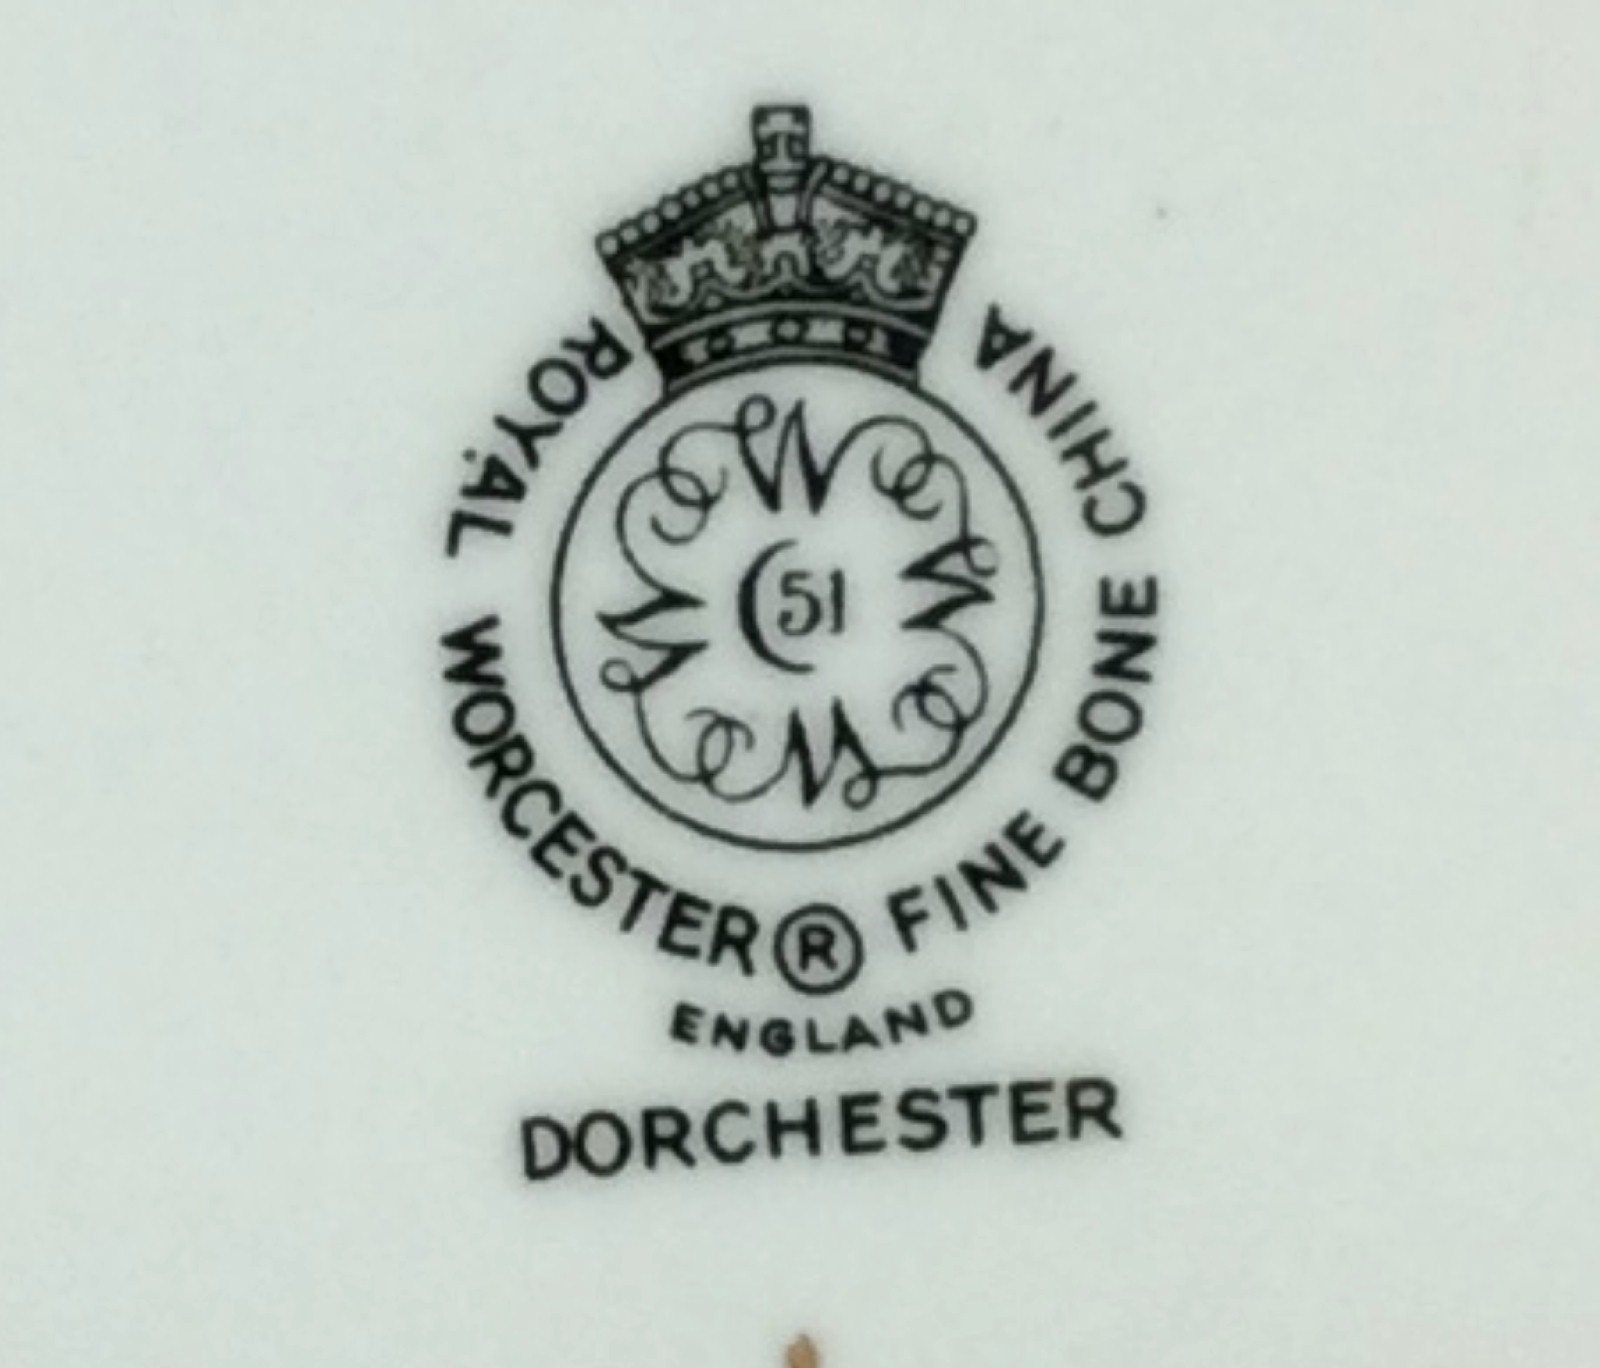 ROYAL WORCESTER® FINE BONE CHINA
W W W W
51
ENGLAND
DORCHESTER